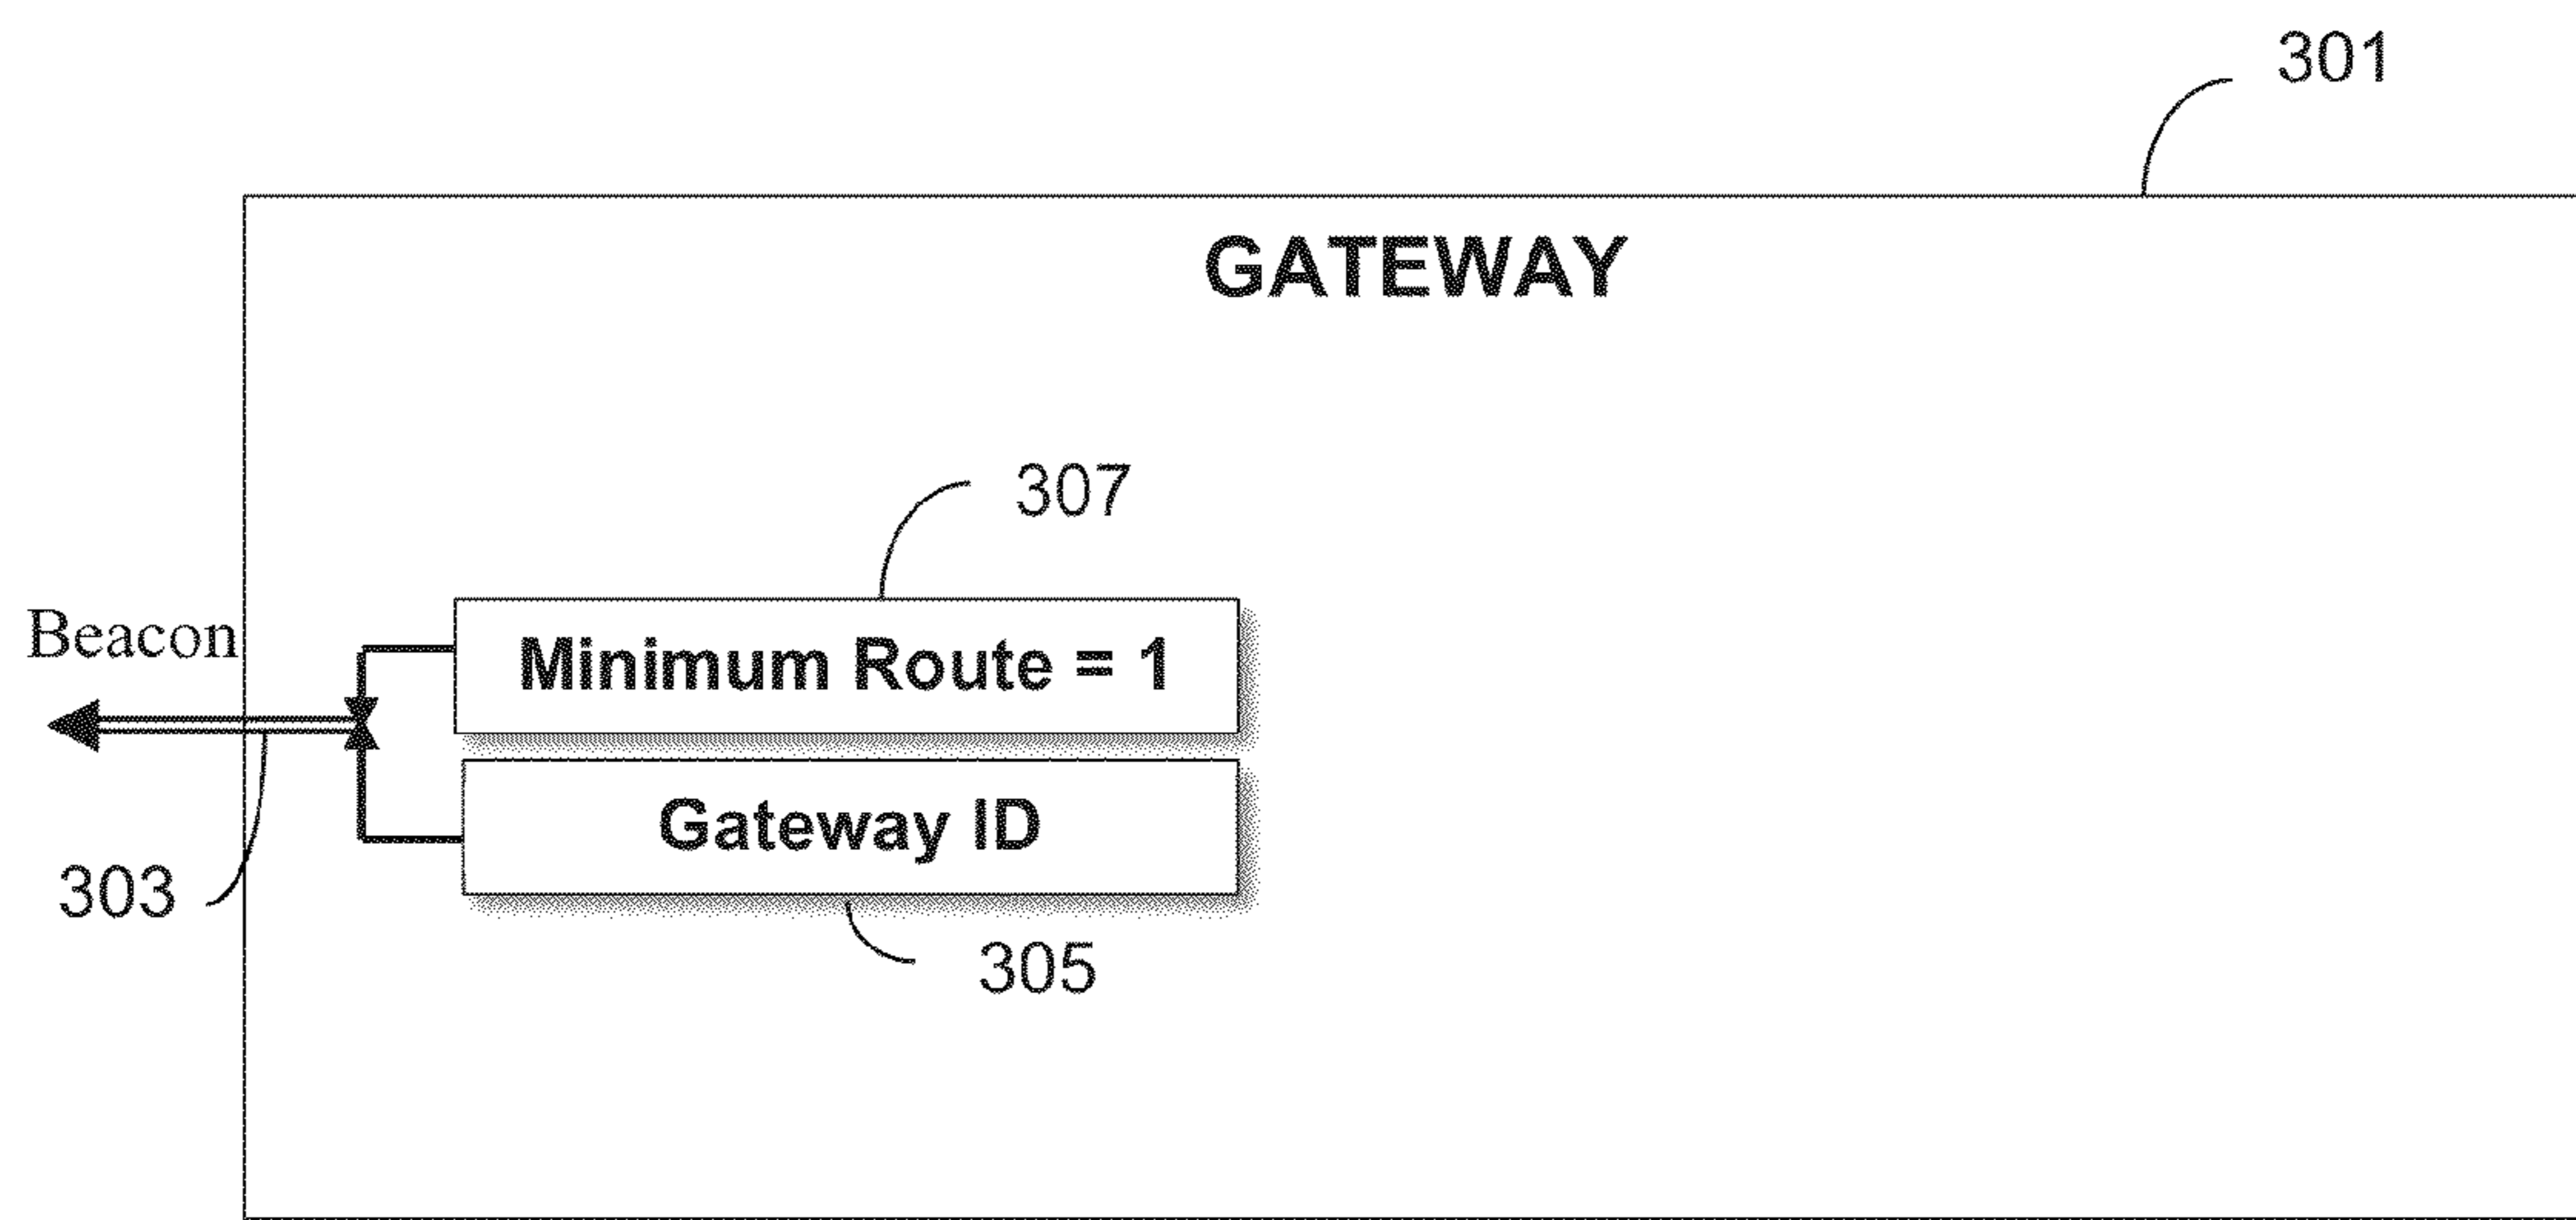 301
GATEWAY
307
Beacon
Minimum Route = 1
Gateway ID
303
305